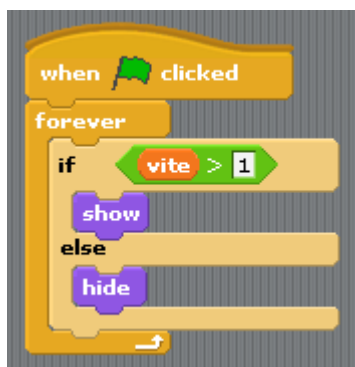 when clicked
forever
if vite > 1
show
else
hide